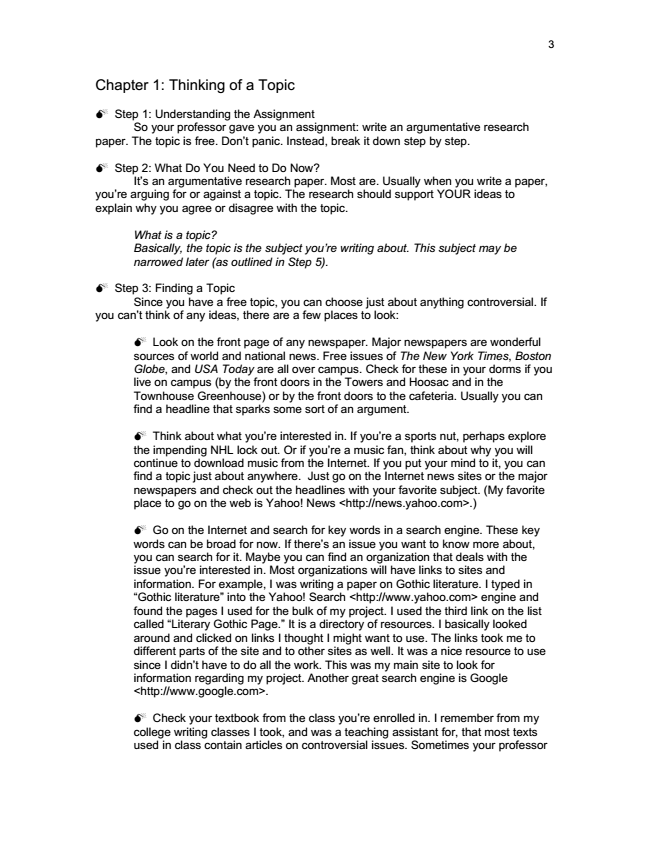 3
Chapter 1: Thinking of a Topic
Step 1: Understanding the Assignment
So your professor gave you an assignment: write an argumentative research
paper. The topic is free. Don’t panic. Instead, break it down step by step.
Step 2: What Do You Need to Do Now?
It’s an argumentative research paper. Most are. Usually when you write a paper,
you’re arguing for or against a topic. The research should support YOUR ideas to
explain why you agree or disagree with the topic.
What is a topic?
Basically, the topic is the subject you’re writing about. This subject may be
narrowed later (as outlined in Step 5).
Step 3: Finding a Topic
Since you have a free topic, you can choose just about anything controversial. If
you can’t think of any ideas, there are a few places to look:
Look on the front page of any newspaper. Major newspapers are wonderful
sources of world and national news. Free issues of The New York Times, Boston
Globe, and USA Today are all over campus. Check for these in your dorms if you
live on campus (by the front doors in the Towers and Hoosac and in the
Townhouse Greenhouse) or by the front doors to the cafeteria. Usually you can
find a headline that sparks some sort of an argument.
Think about what you’re interested in. If you’re a sports nut, perhaps explore
the impending NHL lock out. Or if you’re a music fan, think about why you will
continue to download music from the Internet. If you put your mind to it, you can
find a topic just about anywhere.  Just go on the Internet news sites or the major
newspapers and check out the headlines with your favorite subject. (My favorite
place to go on the web is Yahoo! News <http://news.yahoo.com>.)
Go on the Internet and search for key words in a search engine. These key
words can be broad for now. If there’s an issue you want to know more about,
you can search for it. Maybe you can find an organization that deals with the
issue you’re interested in. Most organizations will have links to sites and
information. For example, I was writing a paper on Gothic literature. I typed in
“Gothic literature” into the Yahoo! Search <http://www.yahoo.com> engine and
found the pages I used for the bulk of my project. I used the third link on the list
called “Literary Gothic Page.” It is a directory of resources. I basically looked
around and clicked on links I thought I might want to use. The links took me to
different parts of the site and to other sites as well. It was a nice resource to use
since I didn’t have to do all the work. This was my main site to look for
information regarding my project. Another great search engine is Google
<http://www.google.com>.
Check your textbook from the class you’re enrolled in. I remember from my
college writing classes I took, and was a teaching assistant for, that most texts
used in class contain articles on controversial issues. Sometimes your professor